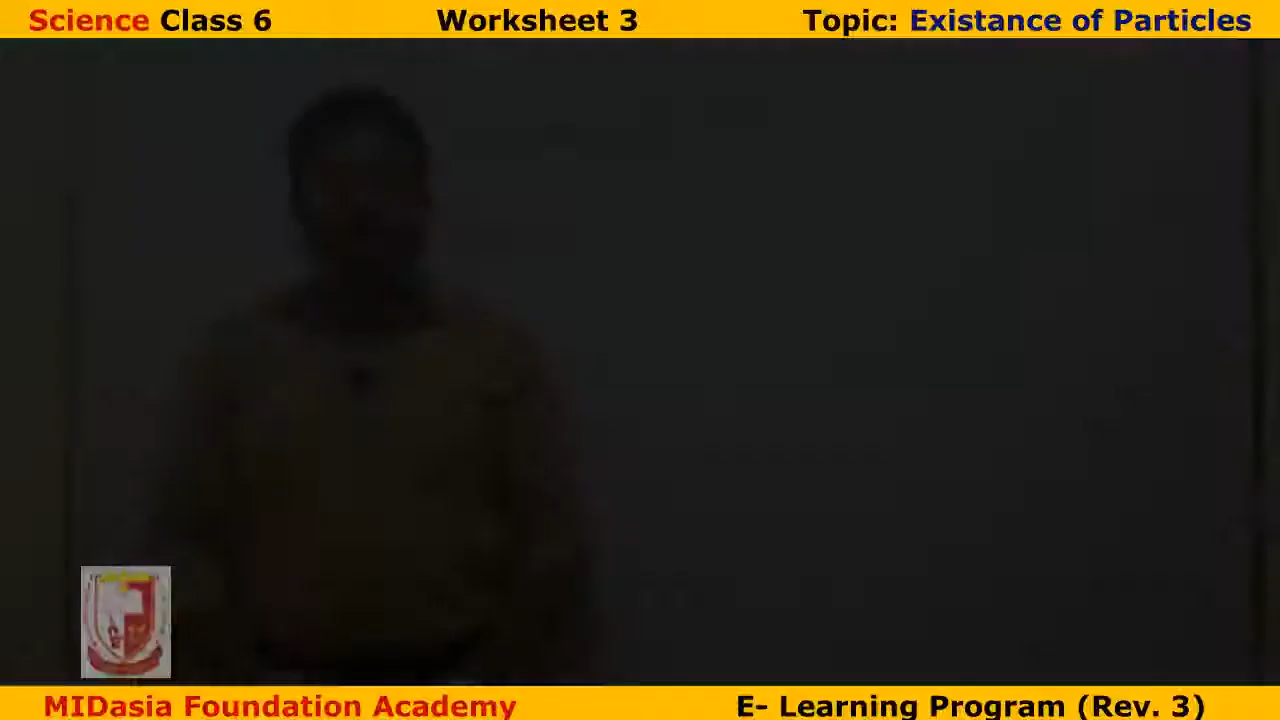 Science Class 6 Worksheet 3 Topic: Existance of Particles
MIDasia Foundation Academy E- Learning Program (Rev. 3)